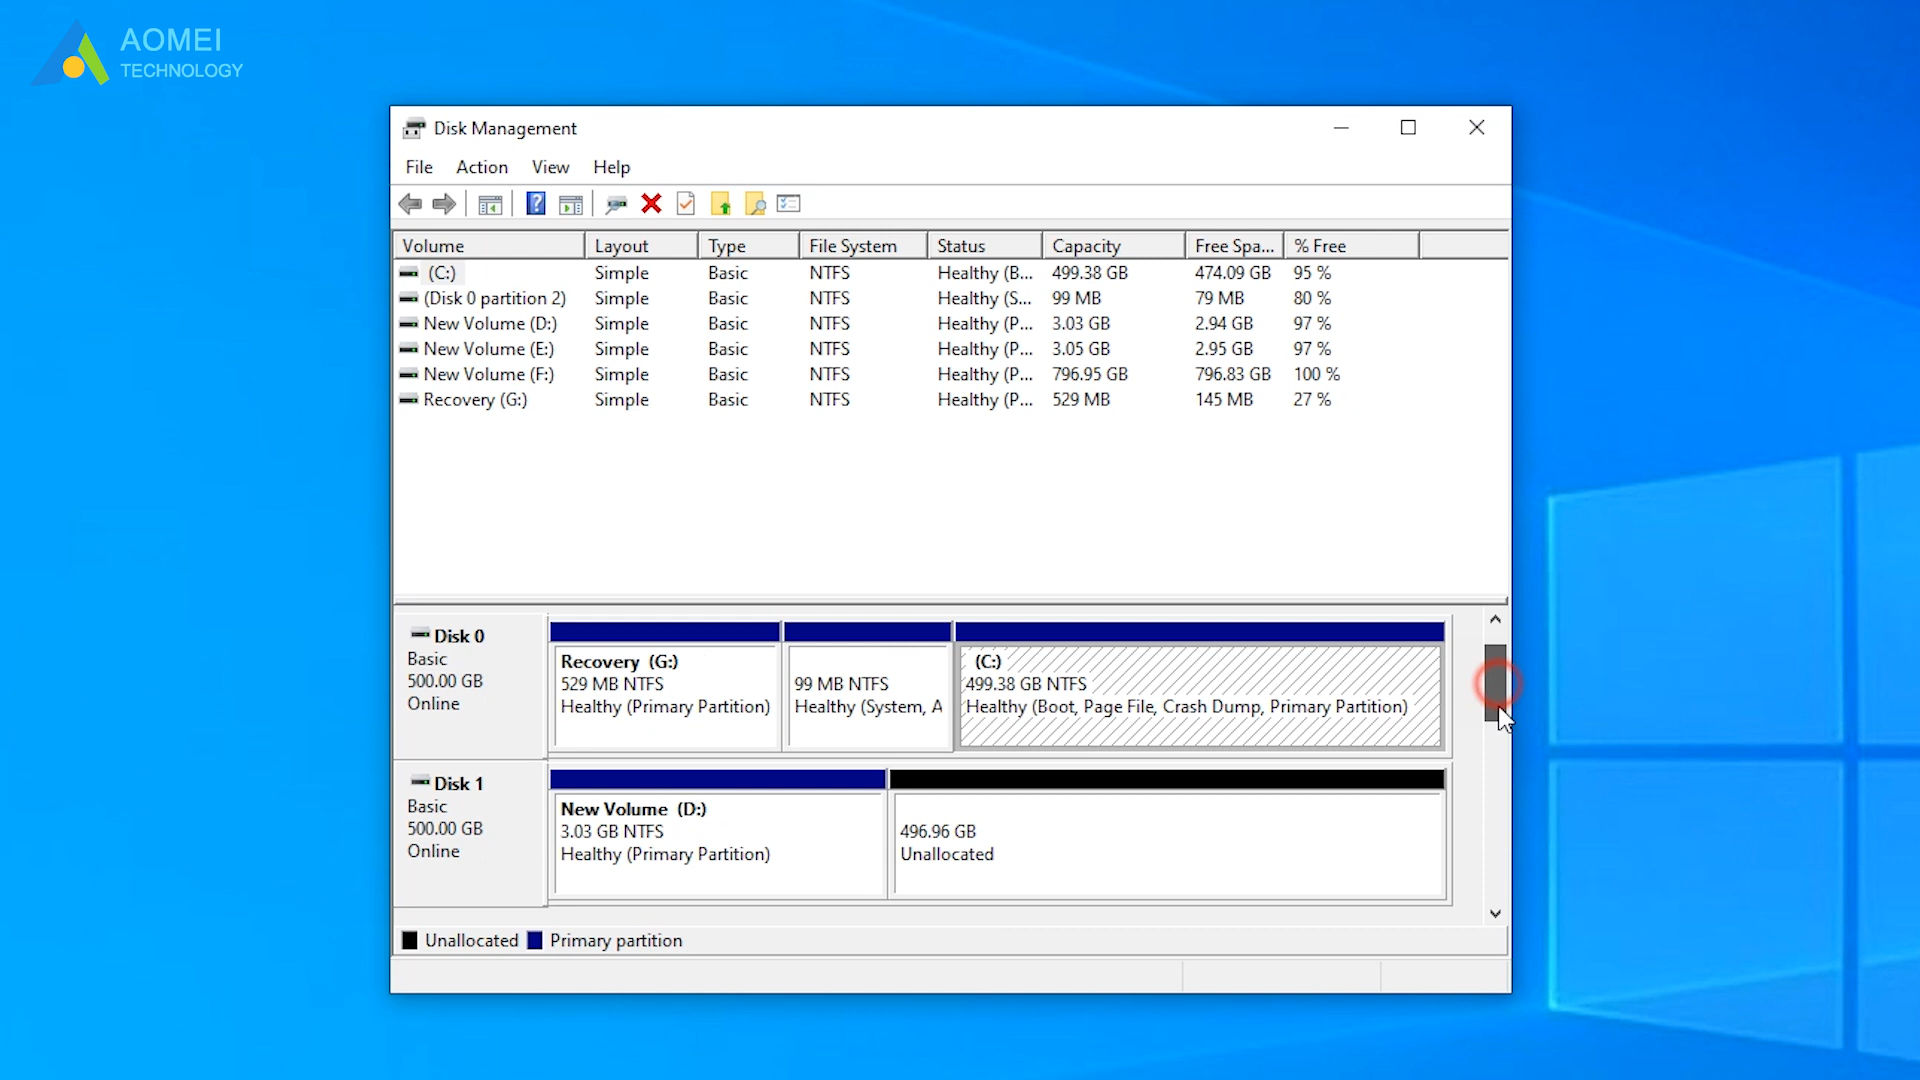 AOMEI
TECHNOLOGY
Disk Management
File Action View Help
Volume Layout Type File System Status Capacity Free Spa... % Free
(C:) Simple Basic NTFS Healthy (B... 499.38 GB 474.09 GB 95 %
(Disk 0 partition 2) Simple Basic NTFS Healthy (S... 99 MB 79 MB 80 %
New Volume (D:) Simple Basic NTFS Healthy (P... 3.03 GB 2.94 GB 97 %
New Volume (E:) Simple Basic NTFS Healthy (P... 3.05 GB 2.95 GB 97 %
New Volume (F:) Simple Basic NTFS Healthy (P... 796.95 GB 796.83 GB 100 %
Recovery (G:) Simple Basic NTFS Healthy (P... 529 MB 145 MB 27 %
Disk 0
Basic
500.00 GB
Online
Recovery (G:)
529 MB NTFS
Healthy (Primary Partition)
99 MB NTFS
Healthy (System, A
(C:)
499.38 GB NTFS
Healthy (Boot, Page File, Crash Dump, Primary Partition)
Disk 1
Basic
500.00 GB
Online
New Volume (D:)
3.03 GB NTFS
Healthy (Primary Partition)
496.96 GB
Unallocated
Unallocated Primary partition